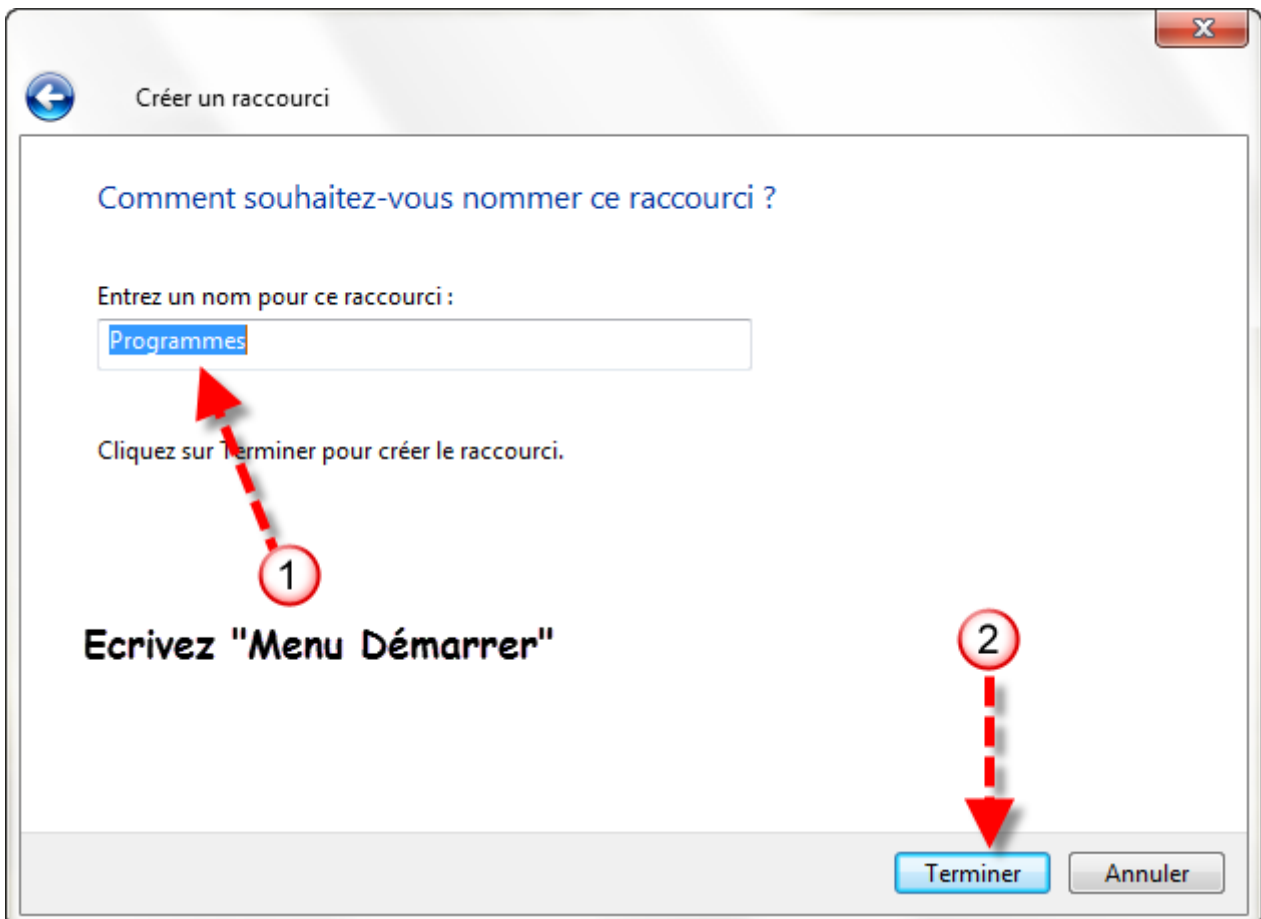 Créer un raccourci
Comment souhaitez-vous nommer ce raccourci ?
Entrez un nom pour ce raccourci :
Programmes
Cliquez sur Terminer pour créer le raccourci.
1
Ecrivez "Menu Démarrer"
2
Terminer
Annuler